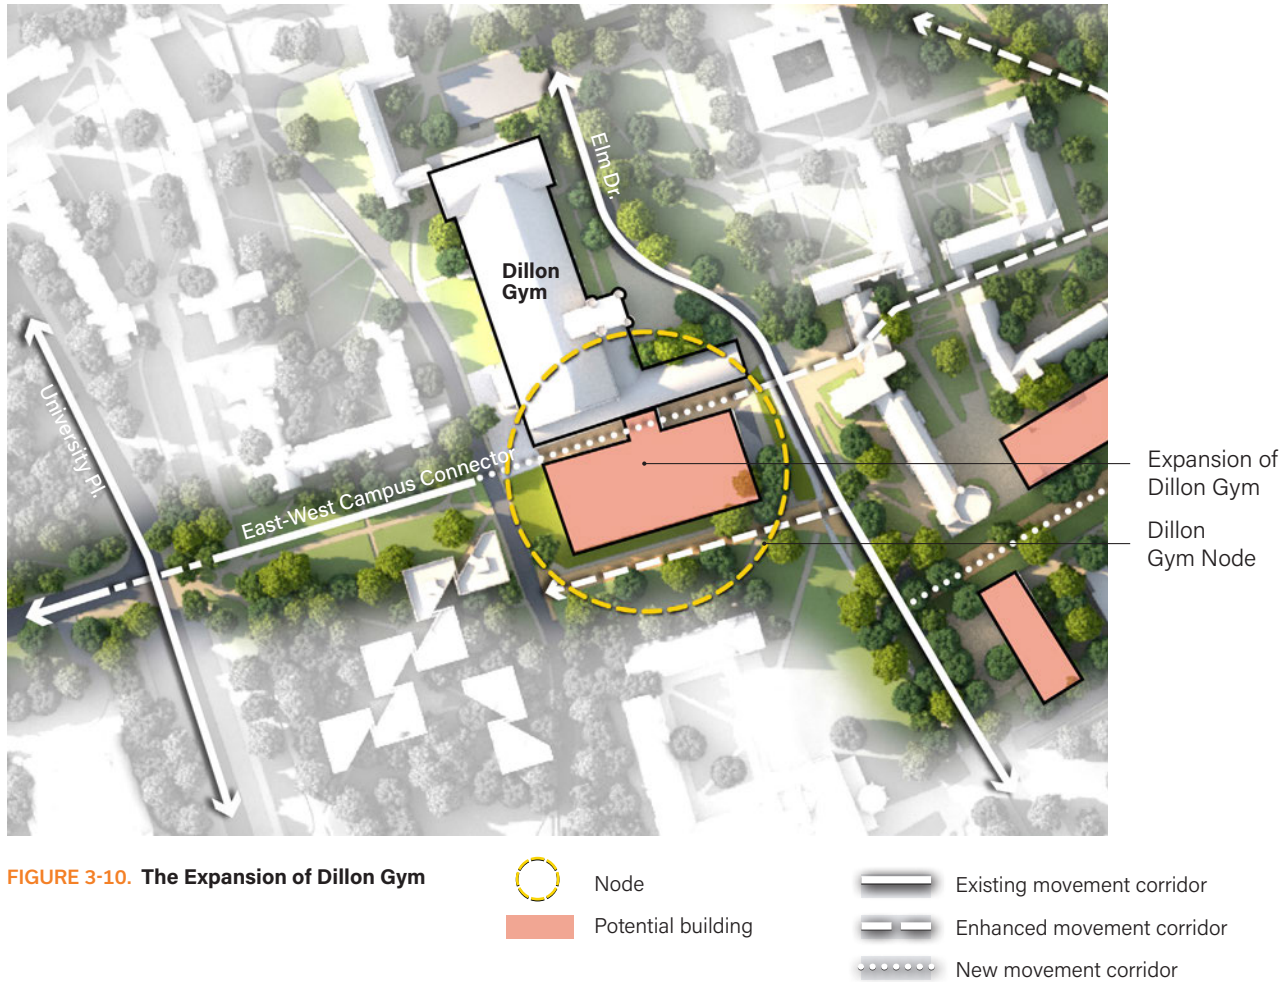 Elm Dr.
Dillon
Gym
University Pl.
East-West Campus Connector
Expansion of
Dillon Gym
Dillon
Gym Node
FIGURE 3-10. The Expansion of Dillon Gym
Node
Potential building
Existing movement corridor
Enhanced movement corridor
New movement corridor